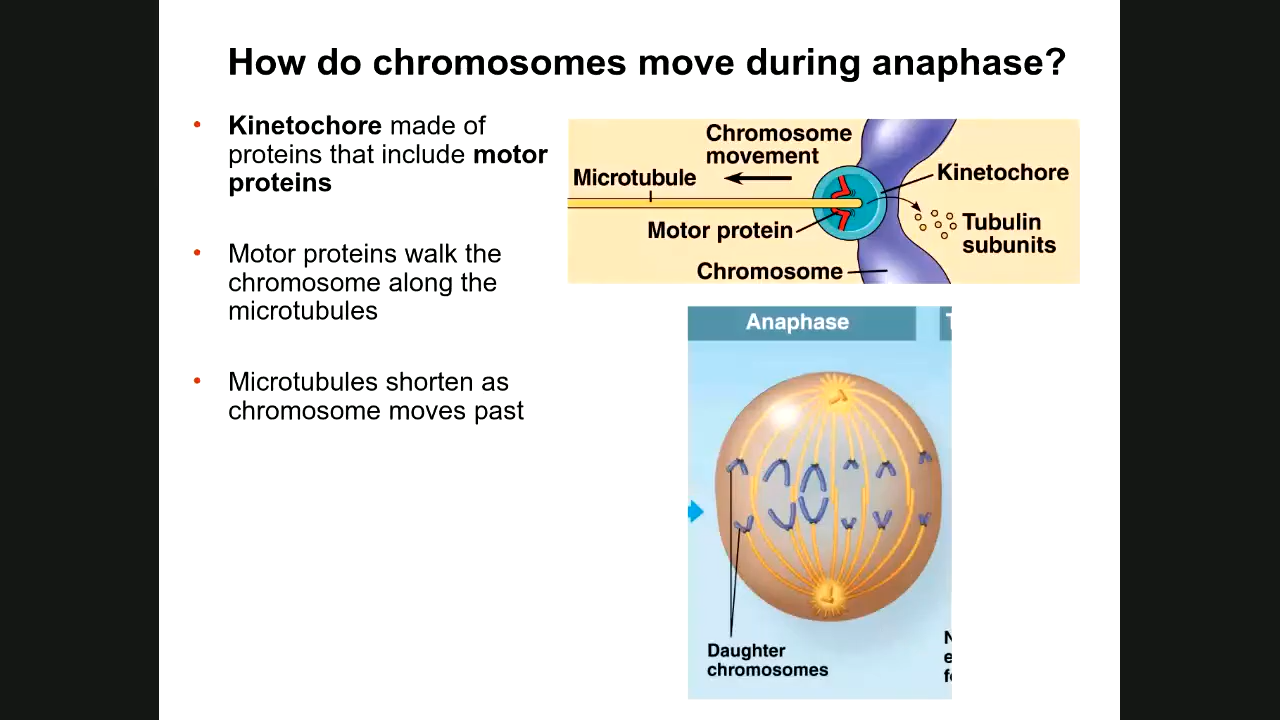 How do chromosomes move during anaphase?
• Kinetochore made of
proteins that include motor
proteins
• Motor proteins walk the
chromosome along the
microtubules
• Microtubules shorten as
chromosome moves past
Chromosome
movement
Microtubule
Kinetochore
Motor protein
Tubulin
subunits
Chromosome
Anaphase
Daughter
chromosomes